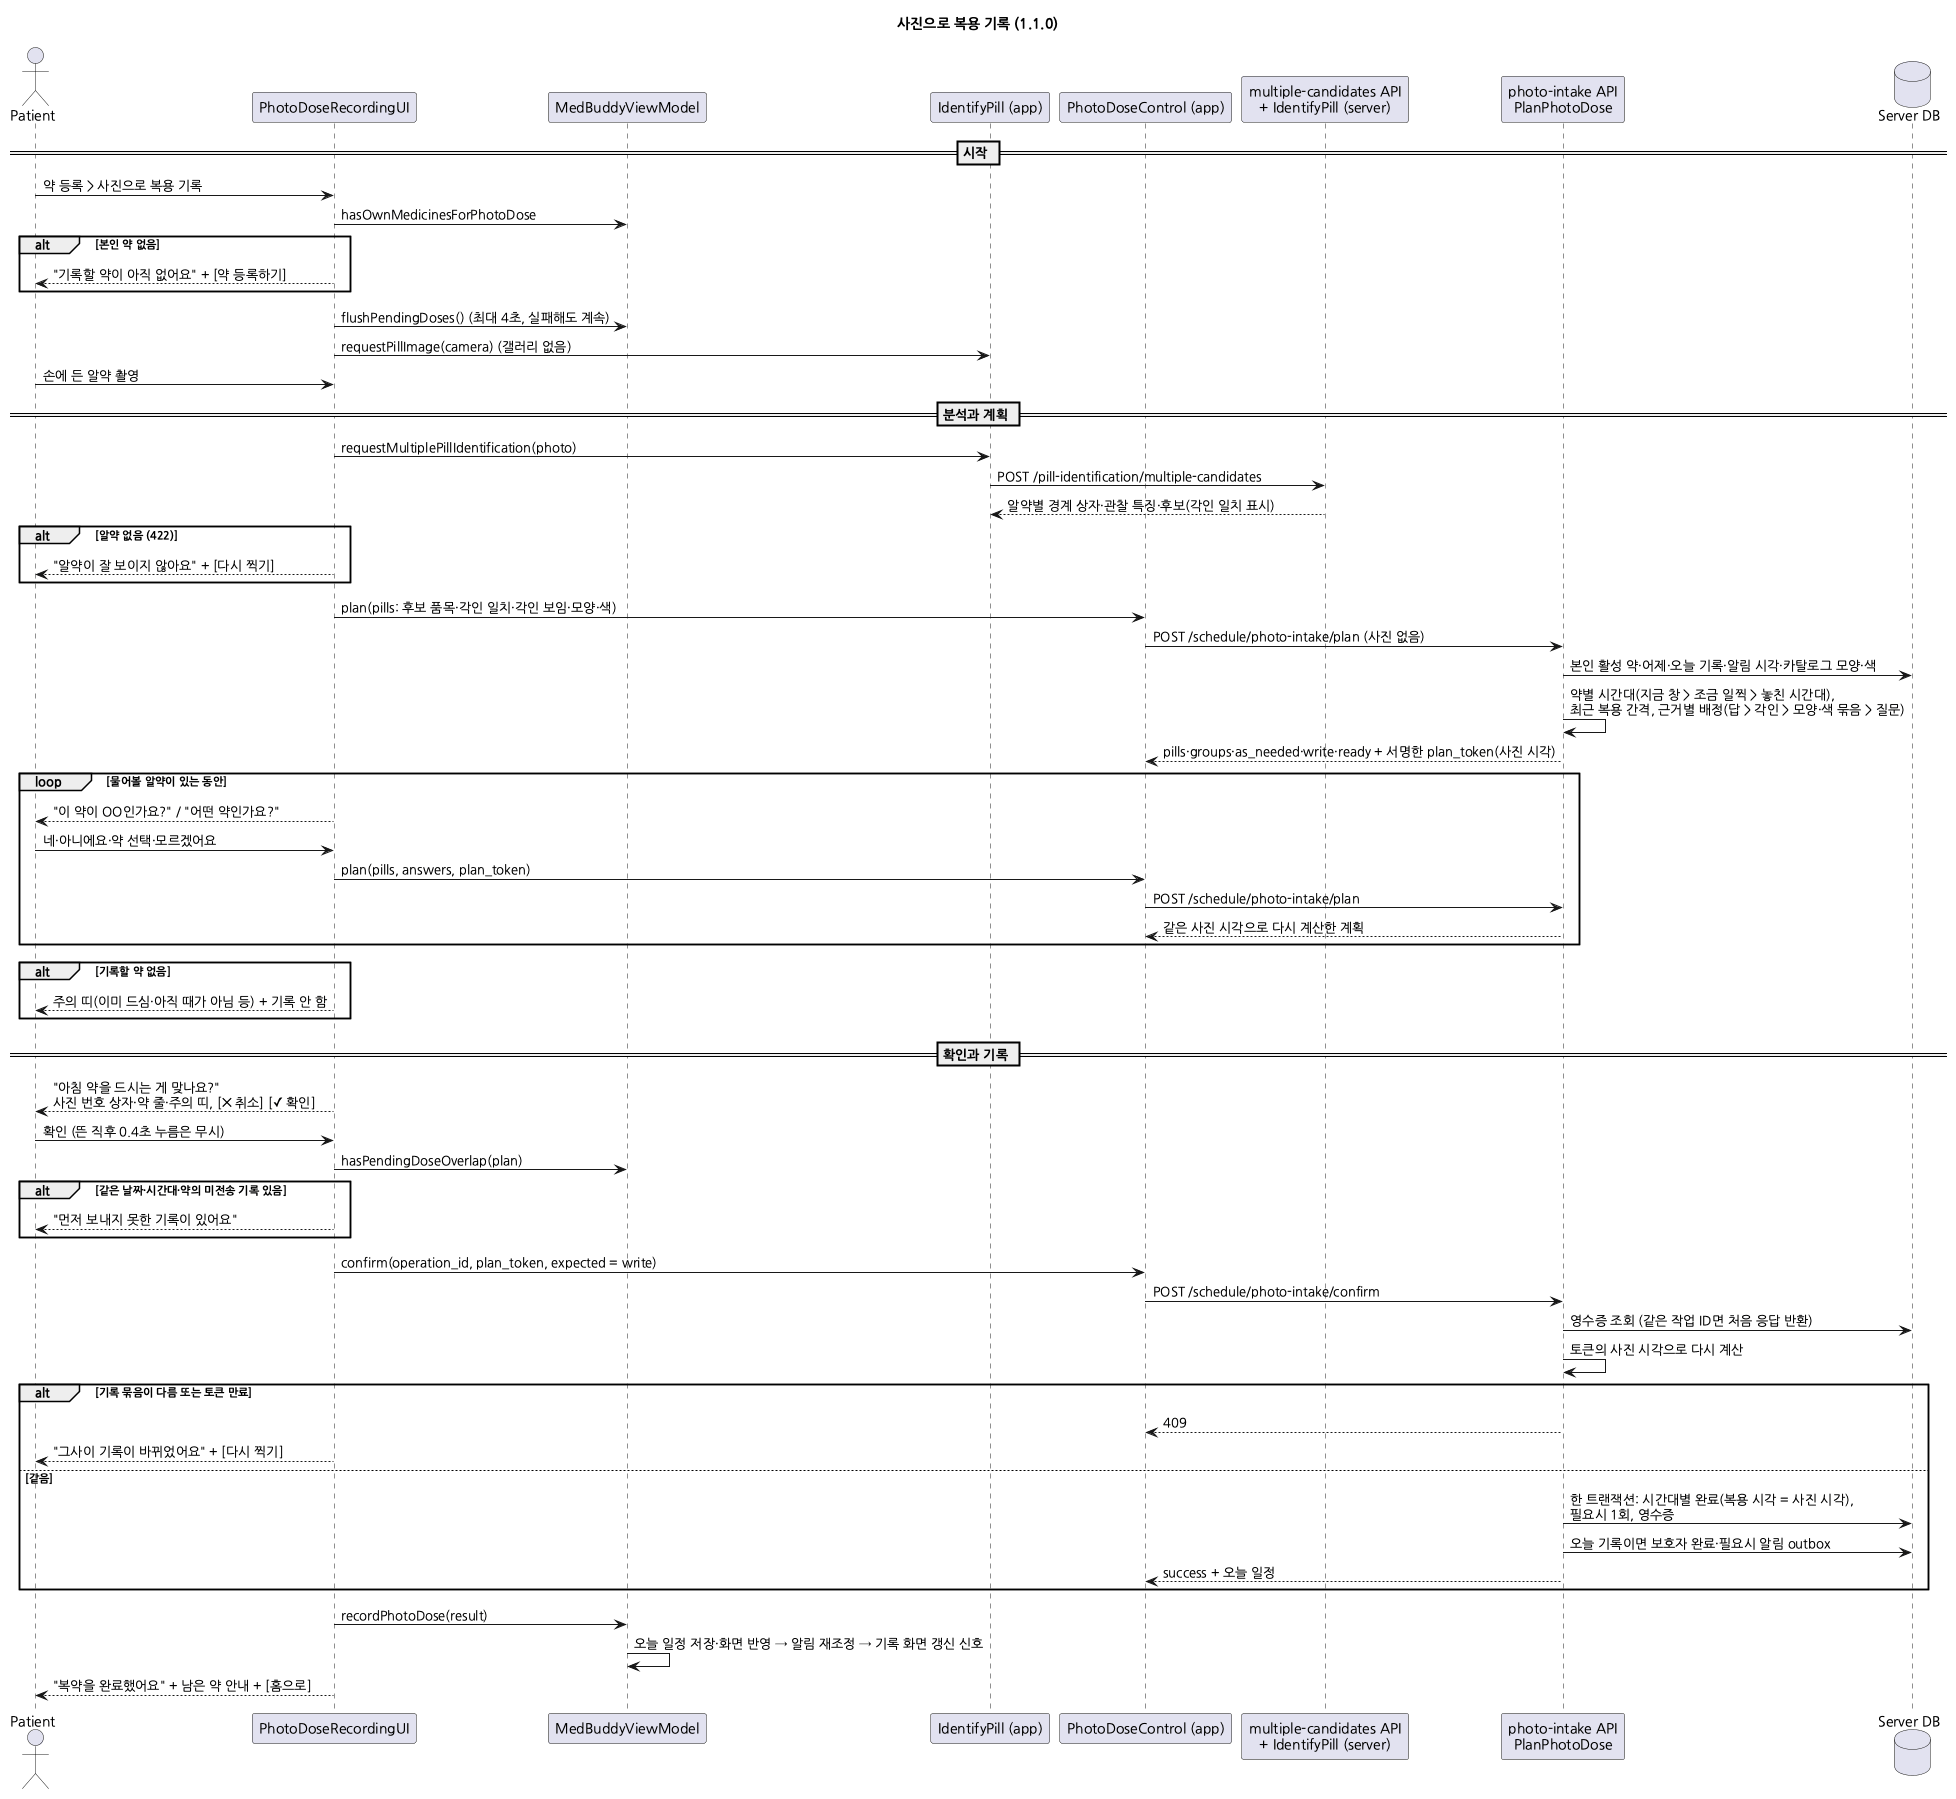 사진으로 복용 기록 (1.1.0)
Patient
PhotoDoseRecordingUI
MedBuddyViewModel
IdentifyPill (app)
PhotoDoseControl (app)
multiple-candidates API
+ IdentifyPill (server)
photo-intake API
PlanPhotoDose
Server DB
시작
약 등록 > 사진으로 복용 기록
hasOwnMedicinesForPhotoDose
alt [본인 약 없음]
"기록할 약이 아직 없어요" + [약 등록하기]
flushPendingDoses() (최대 4초, 실패해도 계속)
requestPillImage(camera) (갤러리 없음)
손에 든 알약 촬영
분석과 계획
requestMultiplePillIdentification(photo)
POST /pill-identification/multiple-candidates
알약별 경계 상자·관찰 특징·후보(각인 일치 표시)
alt [알약 없음 (422)]
"알약이 잘 보이지 않아요" + [다시 찍기]
plan(pills: 후보 품목·각인 일치·각인 보임·모양·색)
POST /schedule/photo-intake/plan (사진 없음)
본인 활성 약·어제·오늘 기록·알림 시각·카탈로그 모양·색
약별 시간대(지금 창 > 조금 일찍 > 놓친 시간대),
최근 복용 간격, 근거별 배정(답 > 각인 > 모양·색 묶음 > 질문)
pills·groups·as_needed·write·ready + 서명한 plan_token(사진 시각)
loop [물어볼 알약이 있는 동안]
"이 약이 OO인가요?" / "어떤 약인가요?"
네·아니에요·약 선택·모르겠어요
plan(pills, answers, plan_token)
POST /schedule/photo-intake/plan
같은 사진 시각으로 다시 계산한 계획
alt [기록할 약 없음]
주의 띠(이미 드심·아직 때가 아님 등) + 기록 안 함
확인과 기록
"아침 약을 드시는 게 맞나요?"
사진 번호 상자·약 줄·주의 띠, [✕ 취소] [✓ 확인]
확인 (뜬 직후 0.4초 누름은 무시)
hasPendingDoseOverlap(plan)
alt [같은 날짜·시간대·약의 미전송 기록 있음]
"먼저 보내지 못한 기록이 있어요"
confirm(operation_id, plan_token, expected = write)
POST /schedule/photo-intake/confirm
영수증 조회 (같은 작업 ID면 처음 응답 반환)
토큰의 사진 시각으로 다시 계산
alt [기록 묶음이 다름 또는 토큰 만료]
409
"그사이 기록이 바뀌었어요" + [다시 찍기]
[같음]
한 트랜잭션: 시간대별 완료(복용 시각 = 사진 시각),
필요시 1회, 영수증
오늘 기록이면 보호자 완료·필요시 알림 outbox
success + 오늘 일정
recordPhotoDose(result)
오늘 일정 저장·화면 반영 → 알림 재조정 → 기록 화면 갱신 신호
"복약을 완료했어요" + 남은 약 안내 + [홈으로]
Patient
PhotoDoseRecordingUI
MedBuddyViewModel
IdentifyPill (app)
PhotoDoseControl (app)
multiple-candidates API
+ IdentifyPill (server)
photo-intake API
PlanPhotoDose
Server DB